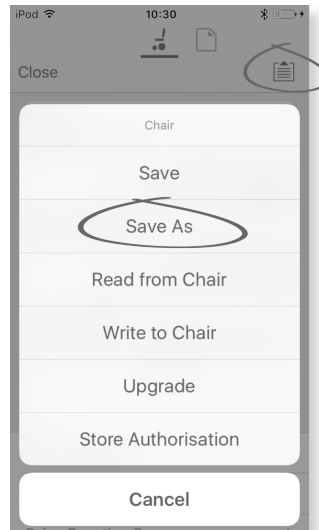 iPod 10:30
Close
Chair
Save
Save As
Read from Chair
Write to Chair
Upgrade
Store Authorisation
Cancel